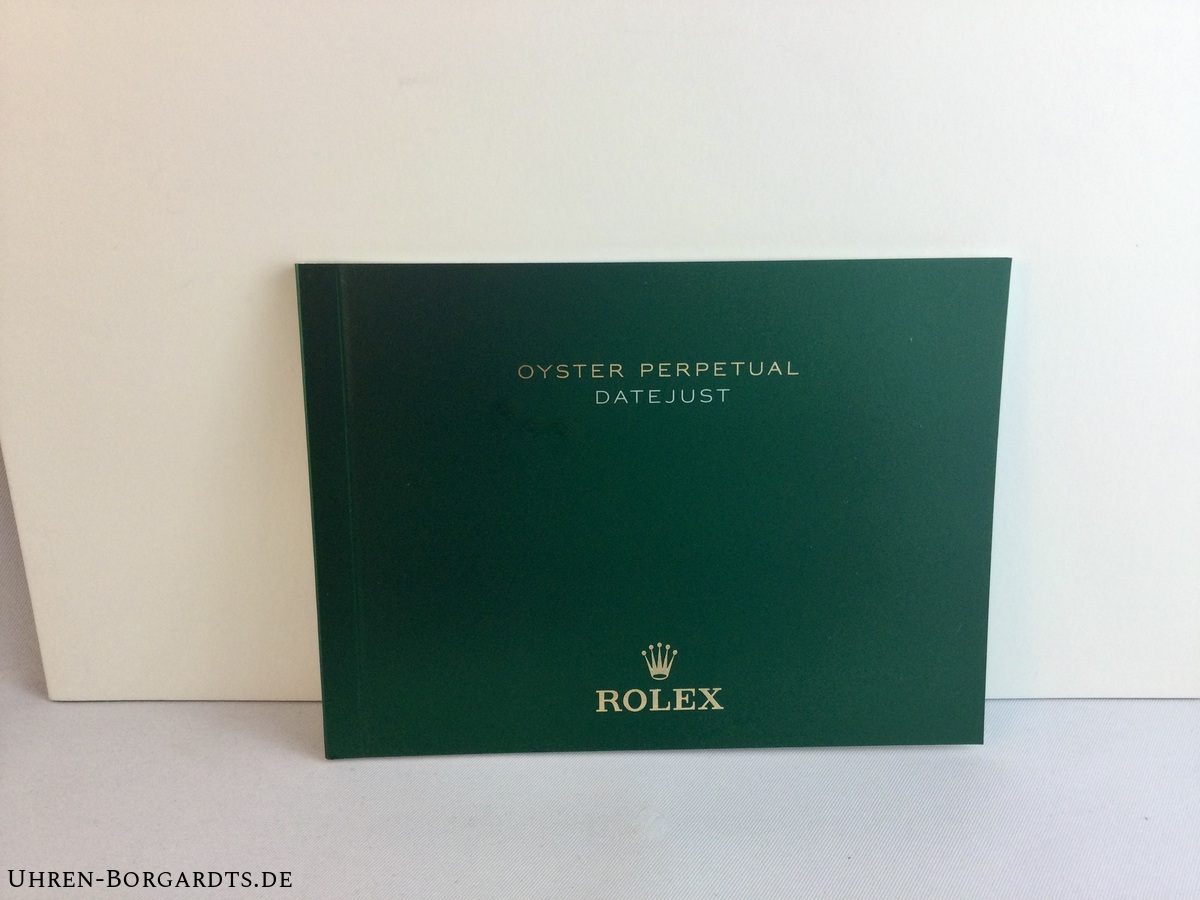 OYSTER PERPETUAL
DATEJUST
ROLEX
UHREN-BORGARDTS.DE